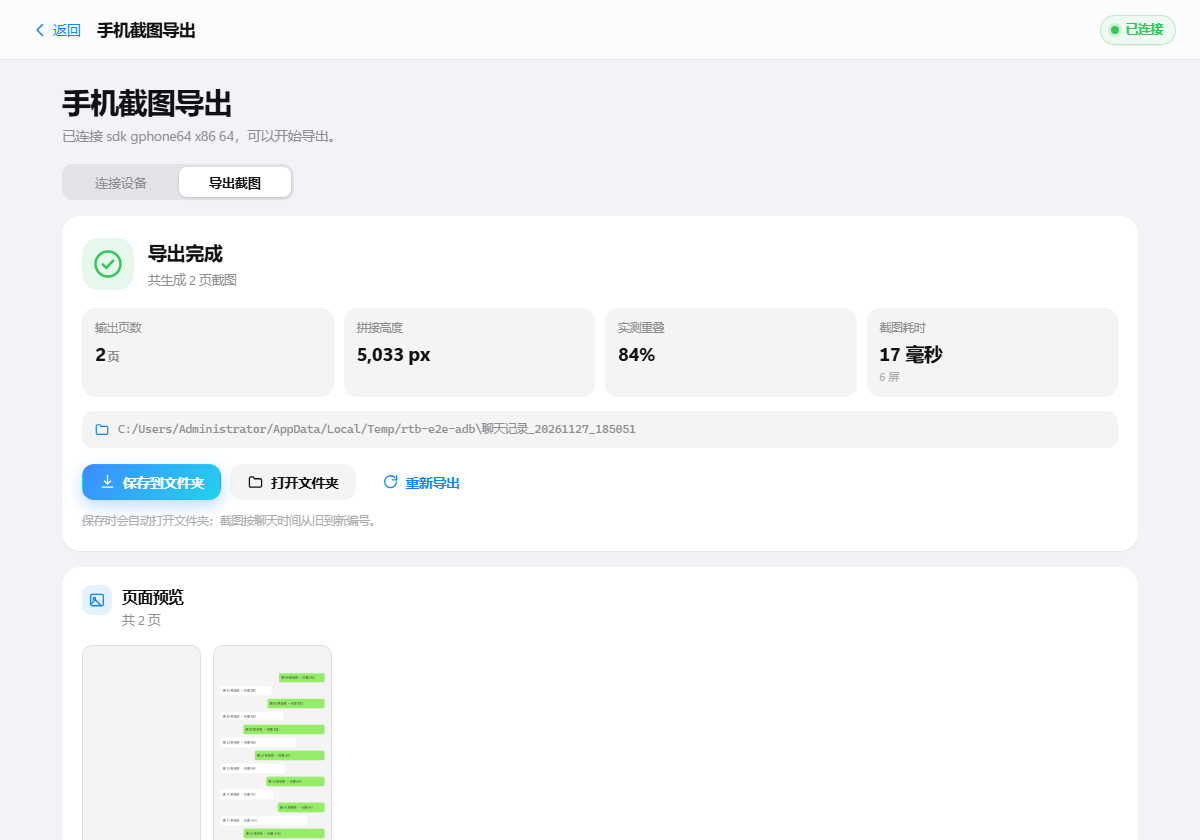 返回 手机截图导出 已连接
手机截图导出
已连接 sdk gphone64 x86 64，可以开始导出。
连接设备 导出截图
导出完成
共生成 2 页截图
输出页数 拼接高度 实测重叠 截图耗时
2页 5,033 px 84% 17 毫秒
6 屏
C:/Users/Administrator/AppData/Local/Temp/rtb-e2e-adb\聊天记录_20261127_185051
保存到文件夹 打开文件夹 重新导出
保存时会自动打开文件夹；截图按聊天时间从旧到新编号。
页面预览
共 2 页